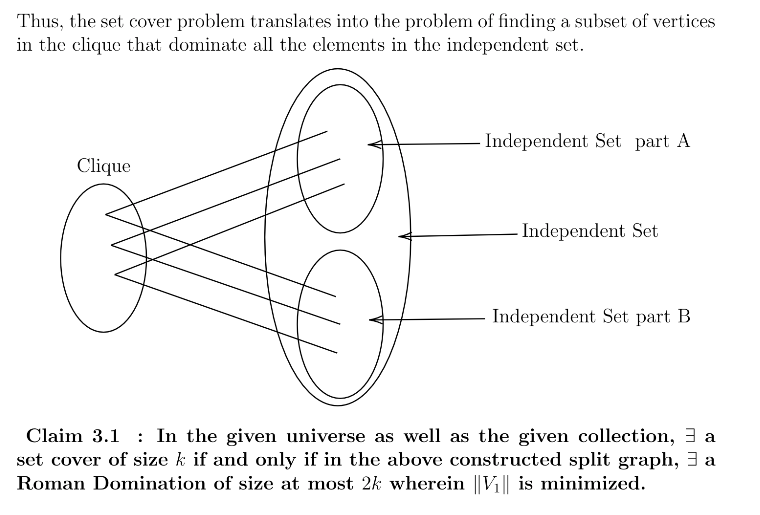 Thus, the set cover problem translates into the problem of finding a subset of vertices
in the clique that dominate all the elements in the independent set.
Independent Set part A
Clique
Independent Set
Independent Set part B
Claim 3.1 : In the given universe as well as the given collection, ∃ a
set cover of size k if and only if in the above constructed split graph, ∃ a
Roman Domination of size at most 2k wherein ‖V₁‖ is minimized.